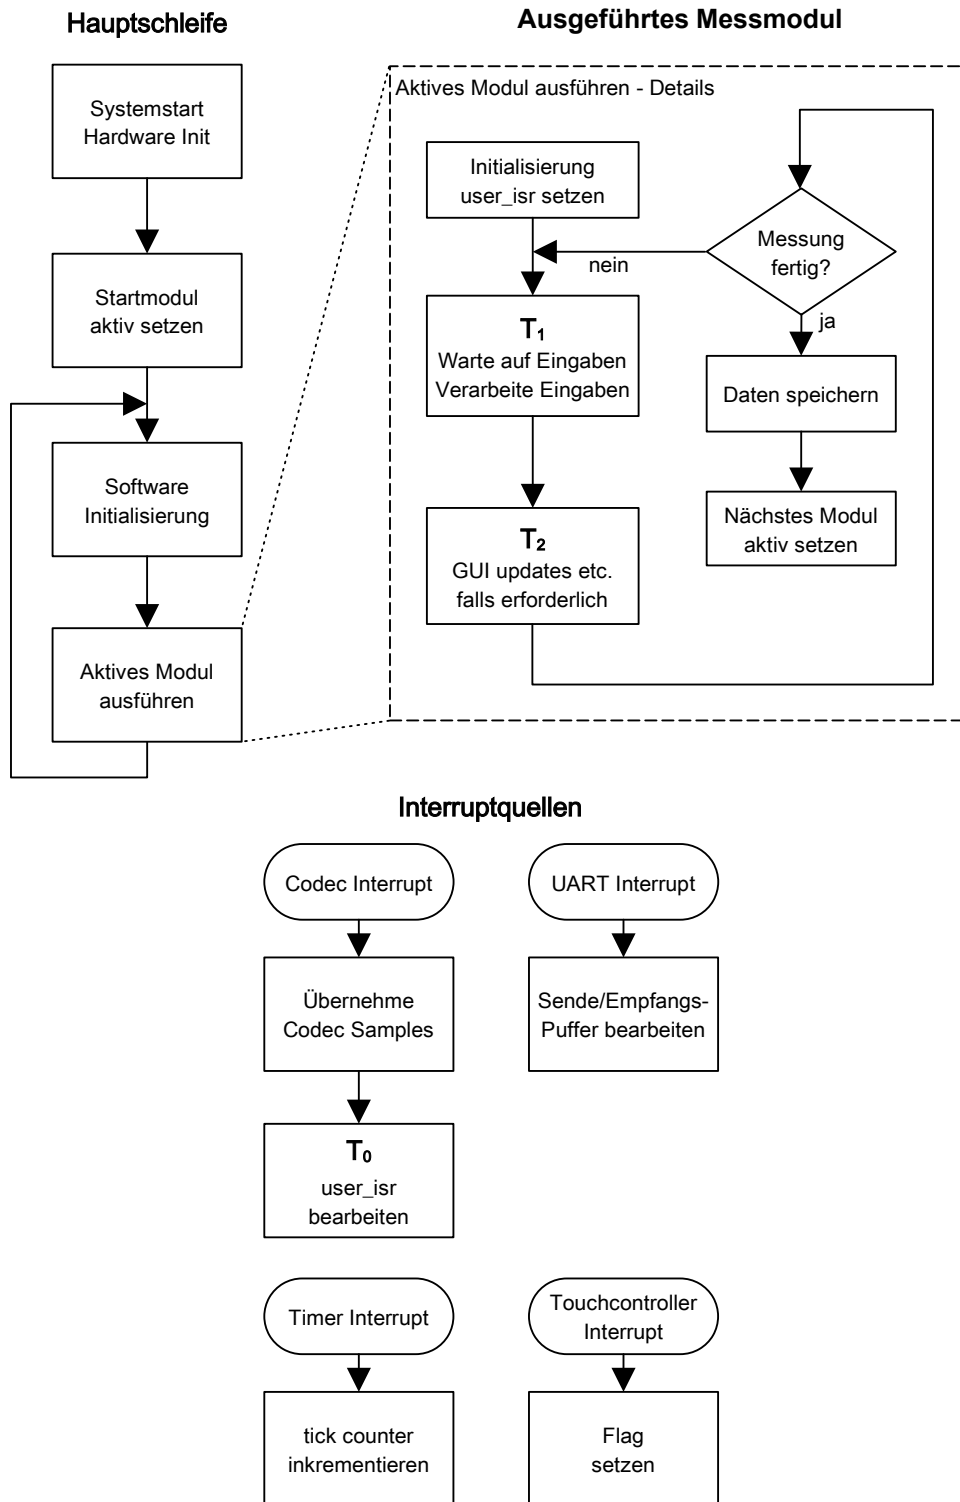 Hauptschleife
Systemstart
Hardware Init
Startmodul
aktiv setzen
Software
Initialisierung
Aktives Modul
ausführen
Ausgeführtes Messmodul
Aktives Modul ausführen - Details
Initialisierung
user_isr setzen
Messung
fertig?
nein
ja
T₁
Warte auf Eingaben
Verarbeite Eingaben
Daten speichern
T₂
GUI updates etc.
falls erforderlich
Nächstes Modul
aktiv setzen
Interruptquellen
Codec Interrupt
Übernehme
Codec Samples
T₀
user_isr
bearbeiten
UART Interrupt
Sende/Empfangs-
Puffer bearbeiten
Timer Interrupt
tick counter
inkrementieren
Touchcontroller
Interrupt
Flag
setzen